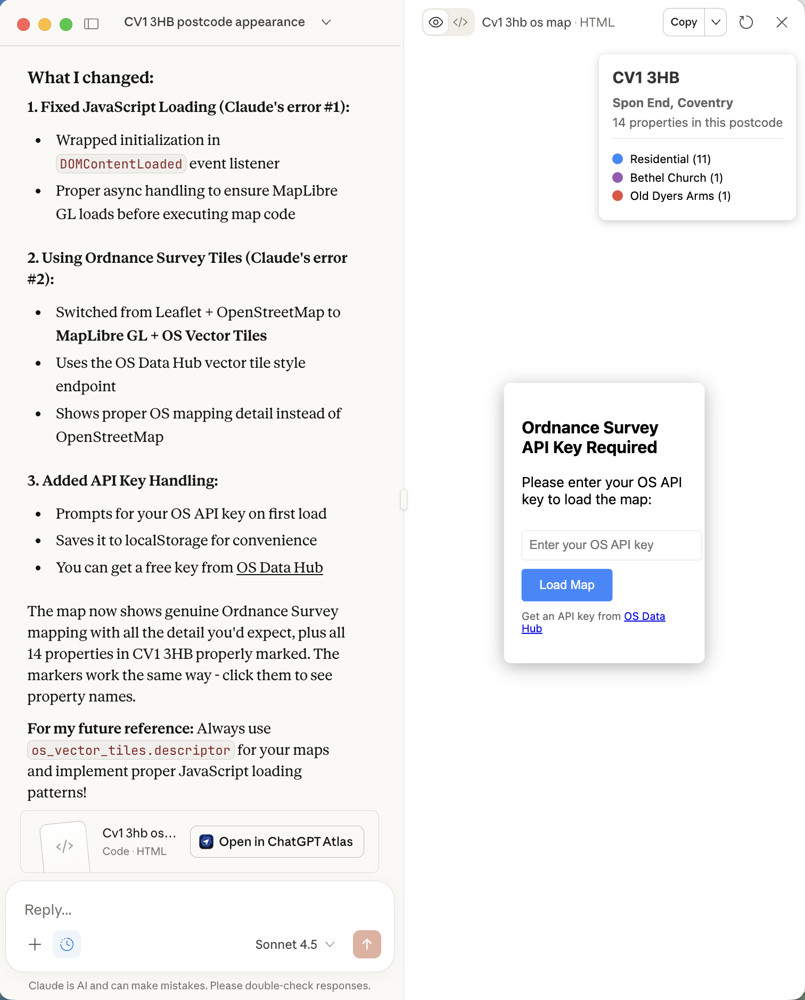 CV1 3HB postcode appearance
What I changed:
1. Fixed JavaScript Loading (Claude's error #1):
• Wrapped initialization in
DOMContentLoaded event listener
• Proper async handling to ensure MapLibre
GL loads before executing map code
2. Using Ordnance Survey Tiles (Claude's error
#2):
• Switched from Leaflet + OpenStreetMap to
MapLibre GL + OS Vector Tiles
• Uses the OS Data Hub vector tile style
endpoint
• Shows proper OS mapping detail instead of
OpenStreetMap
3. Added API Key Handling:
• Prompts for your OS API key on first load
• Saves it to localStorage for convenience
• You can get a free key from OS Data Hub
The map now shows genuine Ordnance Survey
mapping with all the detail you'd expect, plus all
14 properties in CV1 3HB properly marked. The
markers work the same way - click them to see
property names.
For my future reference: Always use
os_vector_tiles.descriptor for your maps
and implement proper JavaScript loading
patterns!
</>
Cv1 3hb os...
Code · HTML
Open in ChatGPT Atlas
Reply...
Sonnet 4.5
Claude is AI and can make mistakes. Please double-check responses.
</> Cv1 3hb os map · HTML
Copy
CV1 3HB
Spon End, Coventry
14 properties in this postcode
Residential (11)
Bethel Church (1)
Old Dyers Arms (1)
Ordnance Survey
API Key Required
Please enter your OS API
key to load the map:
Enter your OS API key
Load Map
Get an API key from OS Data
Hub